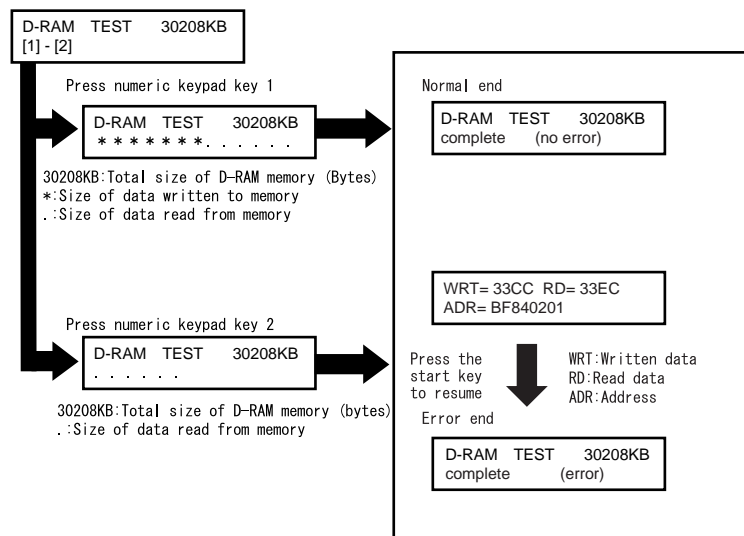 D-RAM TEST 30208KB
[1] - [2]
Press numeric keypad key 1
D-RAM TEST 30208KB
* * * * * * * . . . . . .
30208KB:Total size of D-RAM memory (Bytes)
*:Size of data written to memory
.:Size of data read from memory
Press numeric keypad key 2
D-RAM TEST 30208KB
. . . . . .
30208KB:Total size of D-RAM memory (bytes)
.:Size of data read from memory
Normal end
D-RAM TEST 30208KB
complete (no error)
WRT= 33CC RD= 33EC
ADR= BF840201
Press the
start key
to resume
WRT:Written data
RD:Read data
ADR:Address
Error end
D-RAM TEST 30208KB
complete (error)